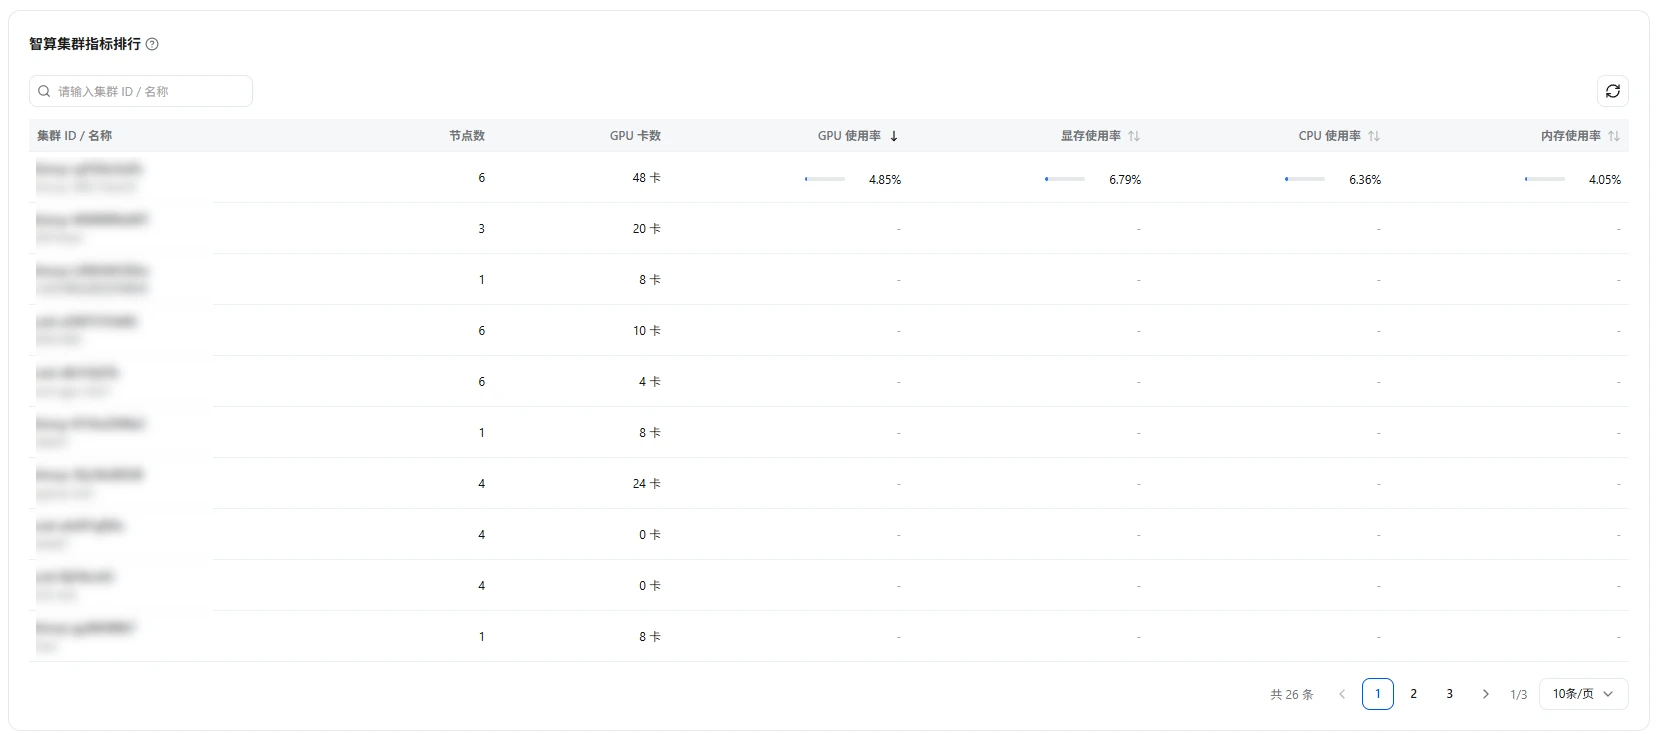 智算集群指标排行
请输入集群 ID / 名称
集群 ID / 名称 节点数 GPU 卡数 GPU 使用率 显存使用率 CPU 使用率 内存使用率
6 48 卡 4.85% 6.79% 6.36% 4.05%
3 20 卡 - - - -
1 8 卡 - - - -
6 10 卡 - - - -
6 4 卡 - - - -
1 8 卡 - - - -
4 24 卡 - - - -
4 0 卡 - - - -
4 0 卡 - - - -
1 8 卡 - - - -
共 26 条 1 2 3 1/3 10条/页